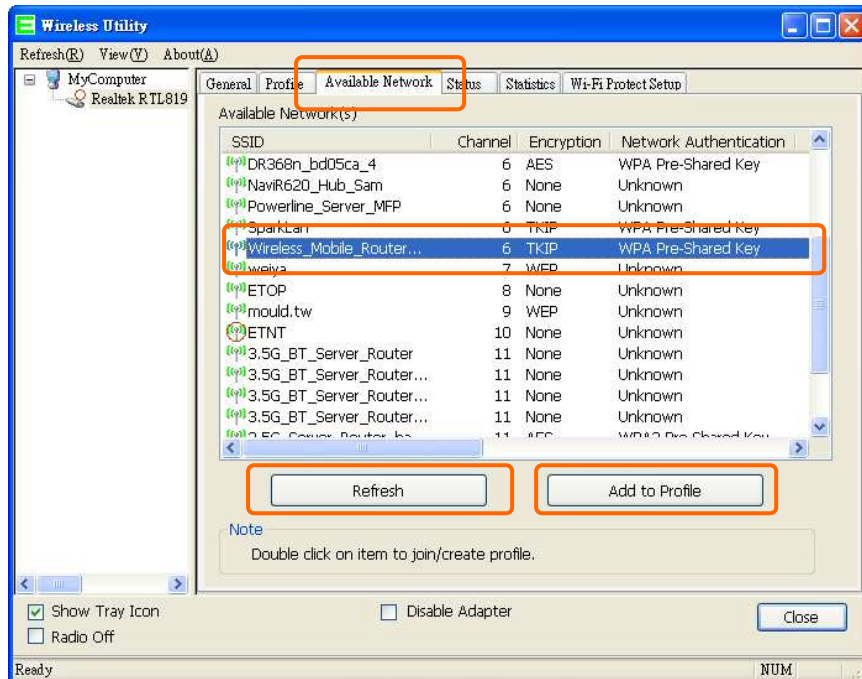 Wireless Utility
Refresh(R) View(V) About(A)
MyComputer
Realtek RTL819
General Profile Available Network Status Statistics Wi-Fi Protect Setup
Available Network(s)
SSID Channel Encryption Network Authentication
DR368n_bd05ca_4 6 AES WPA Pre-Shared Key
NaviR620_Hub_Sam 6 None Unknown
Powerline_Server_MFP 6 None Unknown
SparkLan 6 TKIP WPA Pre-Shared Key
Wireless_Mobile_Router... 6 TKIP WPA Pre-Shared Key
weiya 7 WEP Unknown
ETOP 8 None Unknown
mould.tw 9 WEP Unknown
ETNT 10 None Unknown
3.5G_BT_Server_Router 11 None Unknown
3.5G_BT_Server_Router... 11 None Unknown
3.5G_BT_Server_Router... 11 None Unknown
3.5G_BT_Server_Router... 11 None Unknown
11 AES WPA2 Pre-Shared Key
Refresh Add to Profile
Note
Double click on item to join/create profile.
Show Tray Icon Disable Adapter Close
Radio Off
Ready NUM